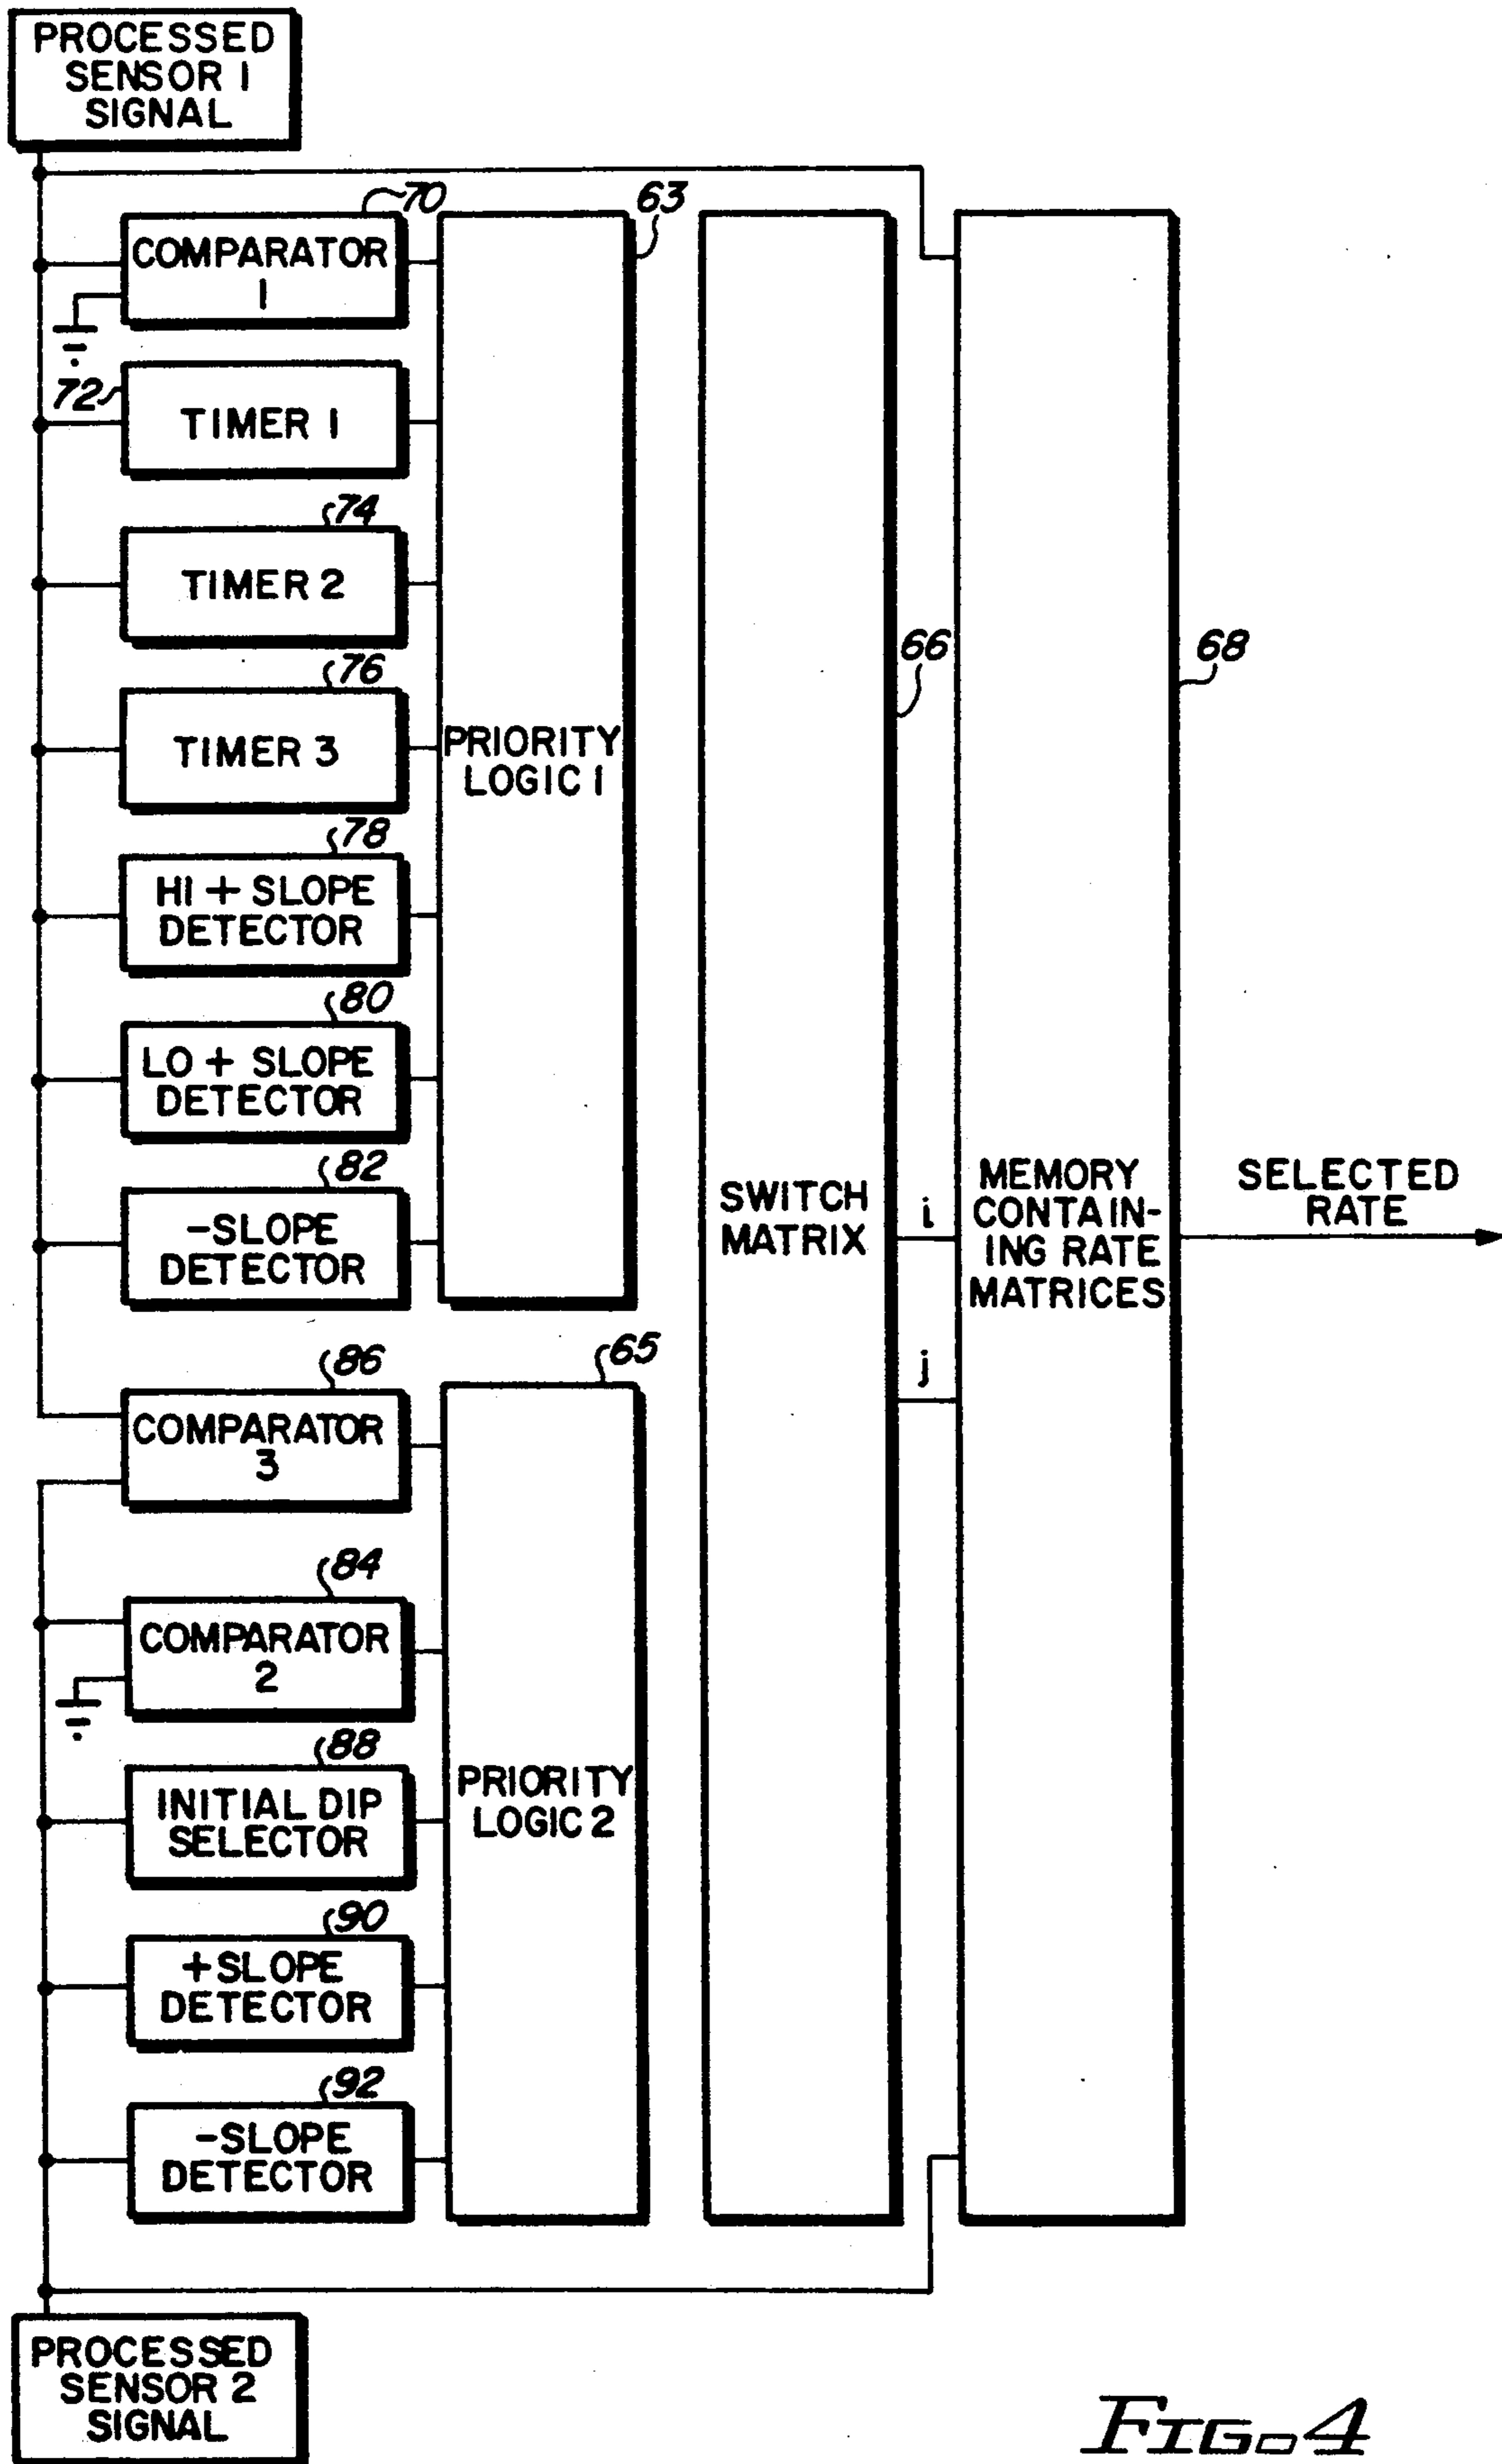 PROCESSED
SENSOR 1
SIGNAL
70
63
COMPARATOR
1
72
TIMER 1
74
TIMER 2
66
68
76
TIMER 3
PRIORITY
LOGIC 1
78
HI + SLOPE
DETECTOR
80
LO + SLOPE
DETECTOR
82
-SLOPE
DETECTOR
SWITCH
MATRIX
i
j
MEMORY
CONTAIN-
ING RATE
MATRICES
SELECTED
RATE
86
65
COMPARATOR
3
84
COMPARATOR
2
88
INITIAL DIP
SELECTOR
PRIORITY
LOGIC 2
90
+SLOPE
DETECTOR
92
-SLOPE
DETECTOR
PROCESSED
SENSOR 2
SIGNAL
FIG. 4